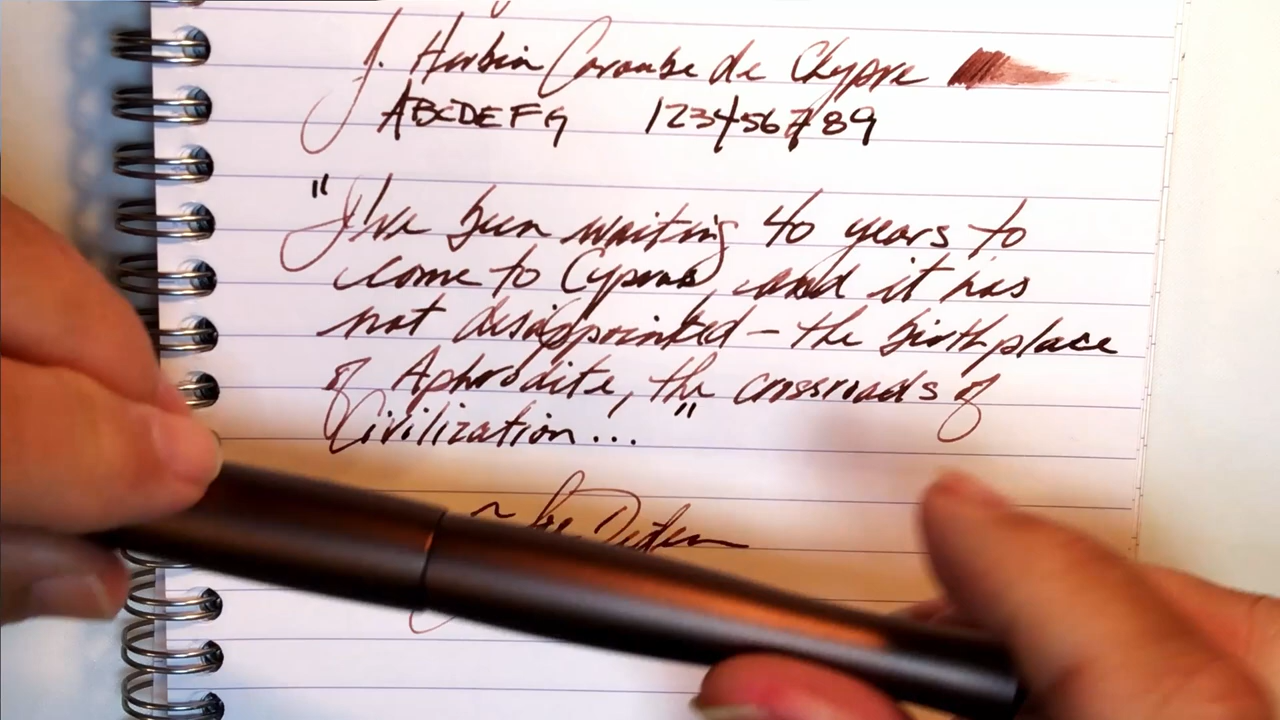 J. Herbin Caroube de Chypre
ABCDEFG 123456789
"I've been waiting 40 years to
come to Cyprus, and it has
not disappointed – the birthplace
of Aphrodite, the crossroads of
Civilization..."
~ Joe